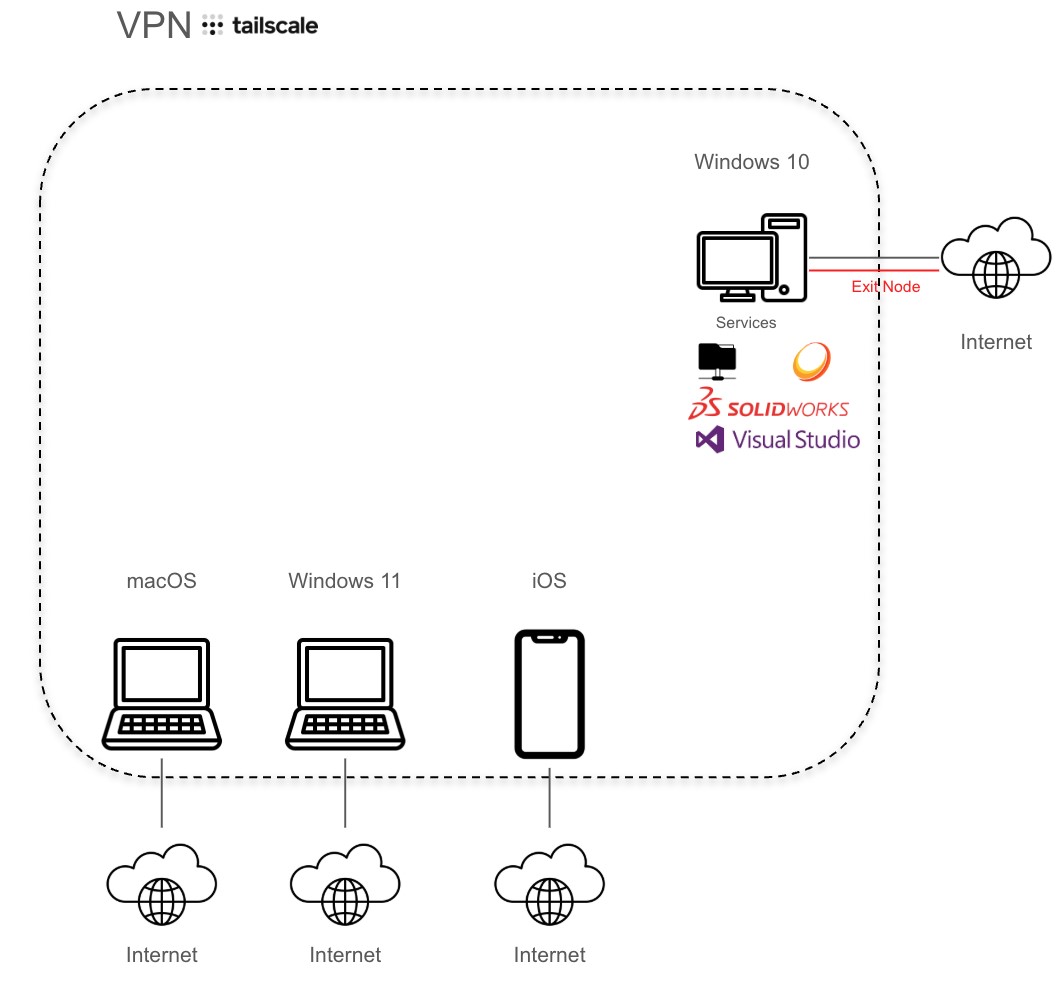 VPN tailscale
Windows 10
Exit Node
Internet
Services
SOLIDWORKS
Visual Studio
macOS Windows 11 iOS
Internet Internet Internet